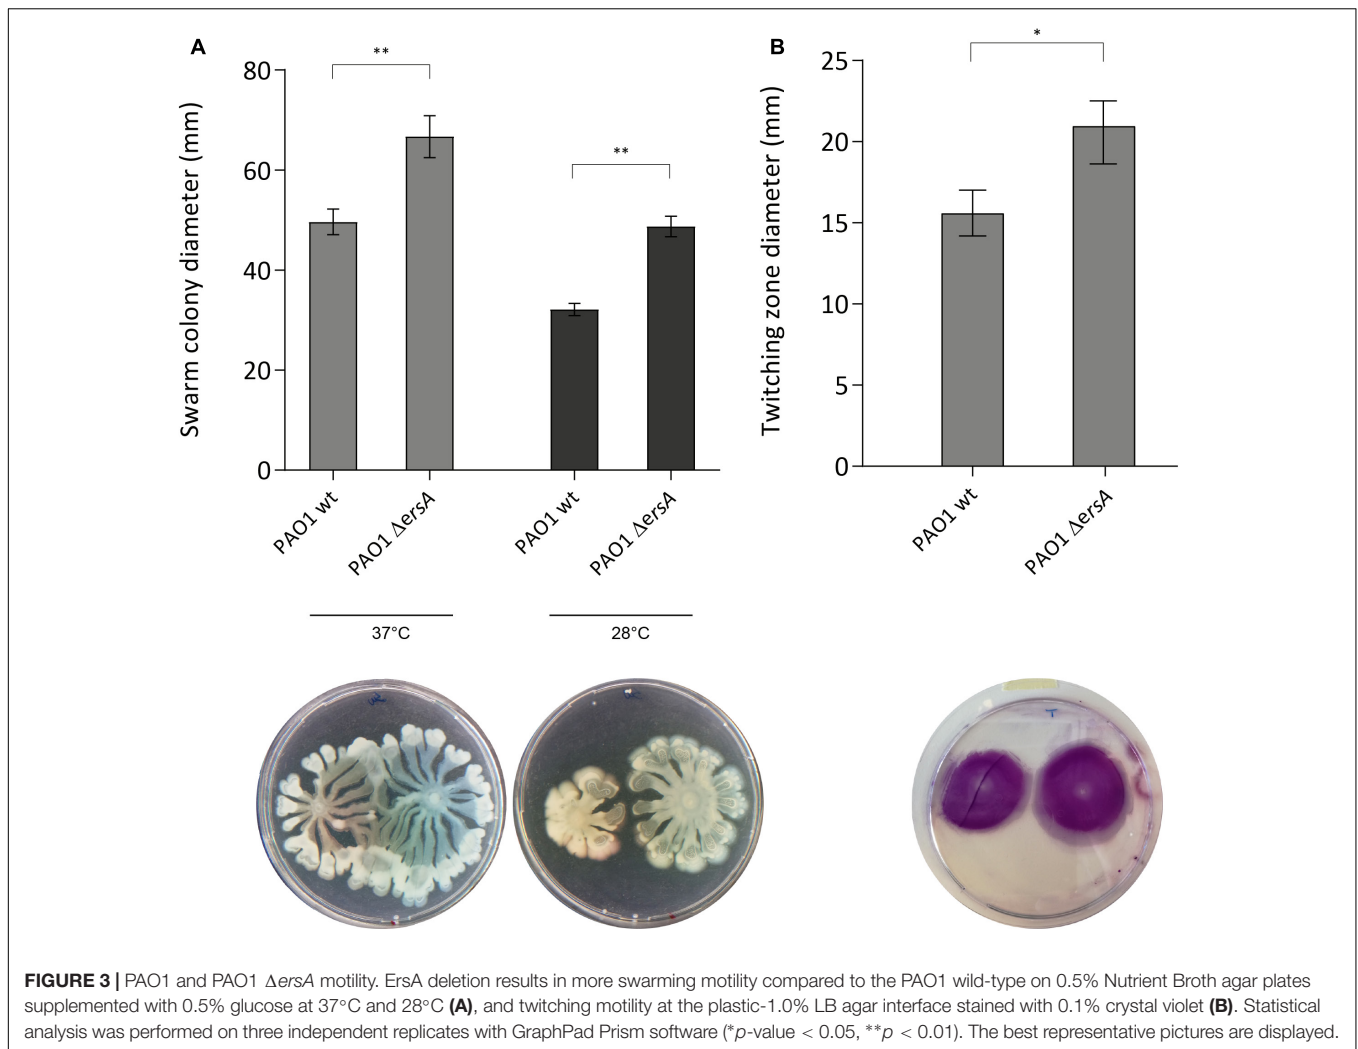 A
B
**
*
**
Swarm colony diameter (mm)
80
60
40
20
0
PAO1 wt
PAO1 ΔersA
PAO1 wt
PAO1 ΔersA
37°C
28°C
Twitching zone diameter (mm)
25
20
15
10
5
0
PAO1 wt
PAO1 ΔersA
T
FIGURE 3 | PAO1 and PAO1 ΔersA motility. ErsA deletion results in more swarming motility compared to the PAO1 wild-type on 0.5% Nutrient Broth agar plates
supplemented with 0.5% glucose at 37°C and 28°C (A), and twitching motility at the plastic-1.0% LB agar interface stained with 0.1% crystal violet (B). Statistical
analysis was performed on three independent replicates with GraphPad Prism software (*p-value < 0.05, **p < 0.01). The best representative pictures are displayed.